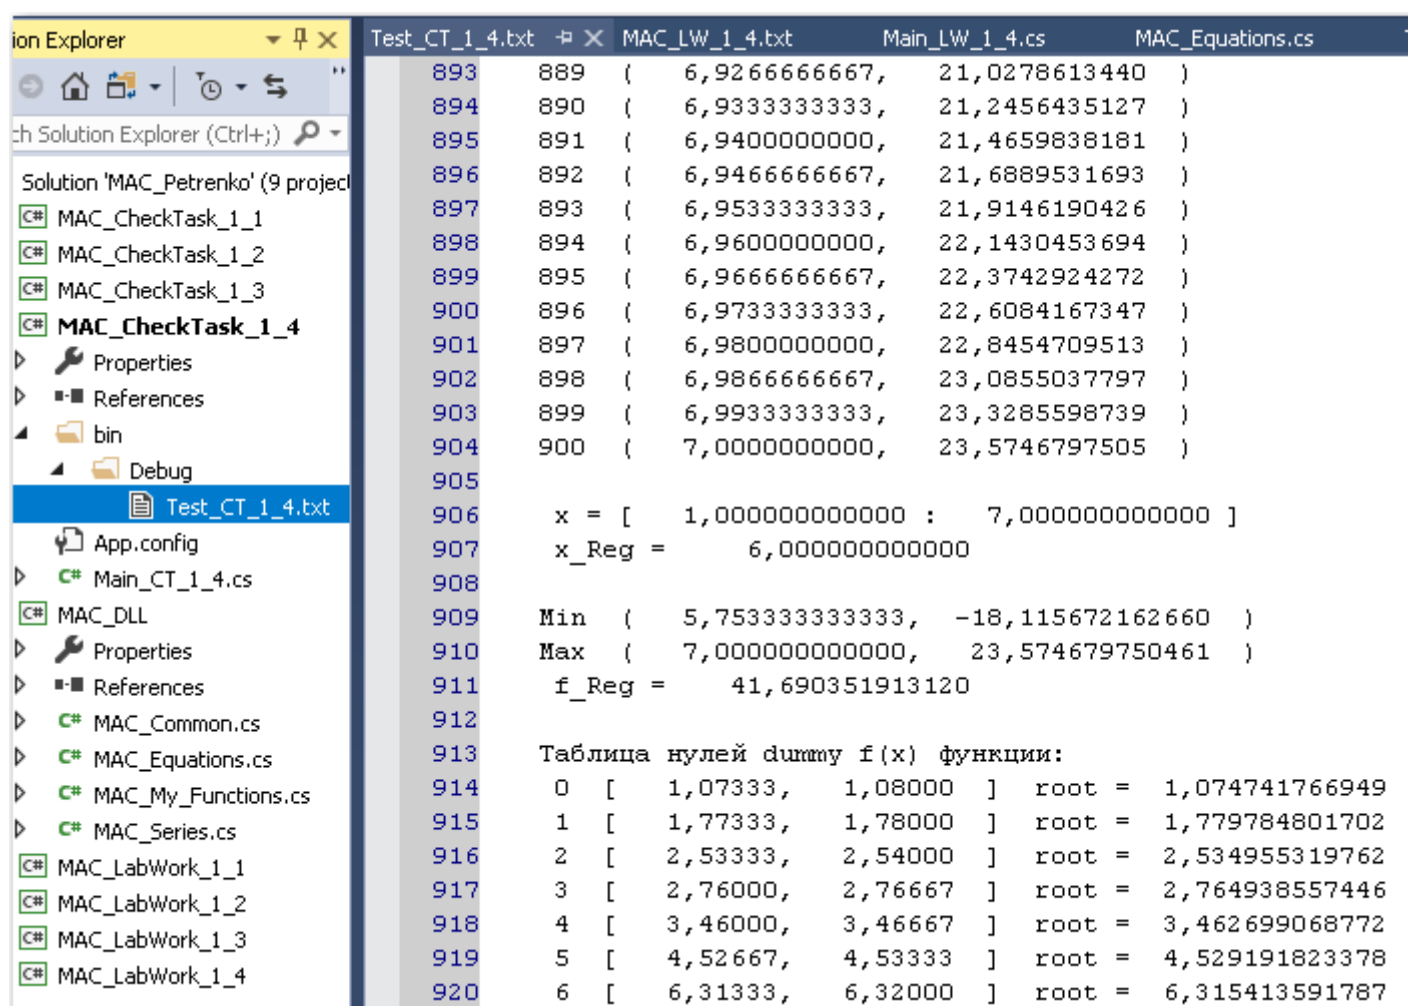 ion Explorer
ch Solution Explorer (Ctrl+;)
Solution 'MAC_Petrenko' (9 project
C# MAC_CheckTask_1_1
C# MAC_CheckTask_1_2
C# MAC_CheckTask_1_3
C# MAC_CheckTask_1_4
Properties
References
bin
Debug
Test_CT_1_4.txt
App.config
C# Main_CT_1_4.cs
C# MAC_DLL
Properties
References
C# MAC_Common.cs
C# MAC_Equations.cs
C# MAC_My_Functions.cs
C# MAC_Series.cs
C# MAC_LabWork_1_1
C# MAC_LabWork_1_2
C# MAC_LabWork_1_3
C# MAC_LabWork_1_4
Test_CT_1_4.txt MAC_LW_1_4.txt Main_LW_1_4.cs MAC_Equations.cs
893 889 ( 6,9266666667, 21,0278613440 )
894 890 ( 6,9333333333, 21,2456435127 )
895 891 ( 6,9400000000, 21,4659838181 )
896 892 ( 6,9466666667, 21,6889531693 )
897 893 ( 6,9533333333, 21,9146190426 )
898 894 ( 6,9600000000, 22,1430453694 )
899 895 ( 6,9666666667, 22,3742924272 )
900 896 ( 6,9733333333, 22,6084167347 )
901 897 ( 6,9800000000, 22,8454709513 )
902 898 ( 6,9866666667, 23,0855037797 )
903 899 ( 6,9933333333, 23,3285598739 )
904 900 ( 7,0000000000, 23,5746797505 )
905
906 x = [ 1,000000000000 : 7,000000000000 ]
907 x_Reg = 6,000000000000
908
909 Min ( 5,753333333333, -18,115672162660 )
910 Max ( 7,000000000000, 23,574679750461 )
911 f_Reg = 41,690351913120
912
913 Таблица нулей dummy f(x) функции:
914 0 [ 1,07333, 1,08000 ] root = 1,074741766949
915 1 [ 1,77333, 1,78000 ] root = 1,779784801702
916 2 [ 2,53333, 2,54000 ] root = 2,534955319762
917 3 [ 2,76000, 2,76667 ] root = 2,764938557446
918 4 [ 3,46000, 3,46667 ] root = 3,462699068772
919 5 [ 4,52667, 4,53333 ] root = 4,529191823378
920 6 [ 6,31333, 6,32000 ] root = 6,315413591787